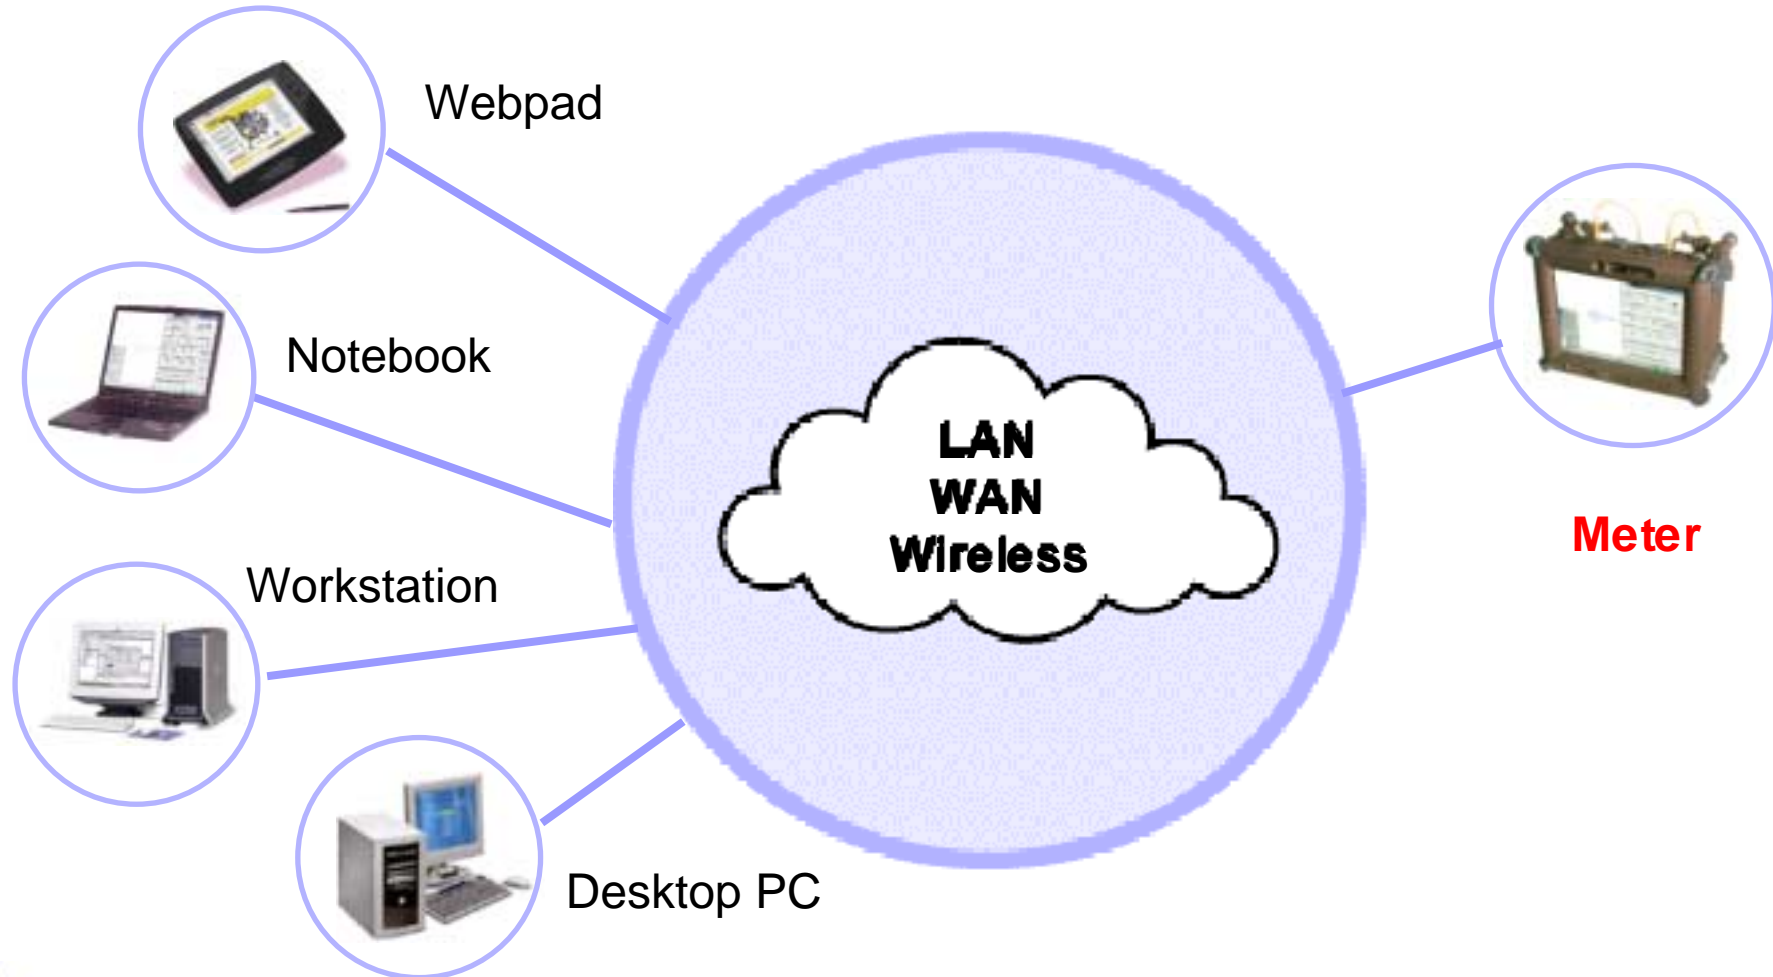 Webpad
Notebook
Workstation
Desktop PC
LAN
WAN
Wireless
Meter